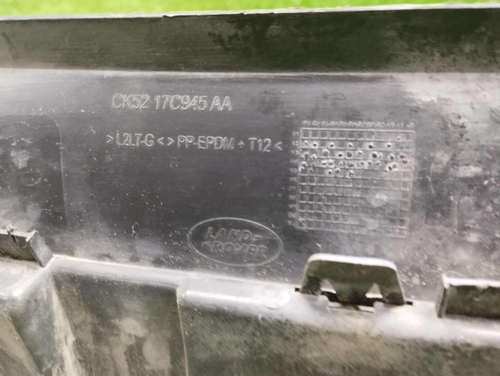 CK52 17C945 AA
>L2LT-G<>PP-EPDM + T12<
LAND-
ROVER